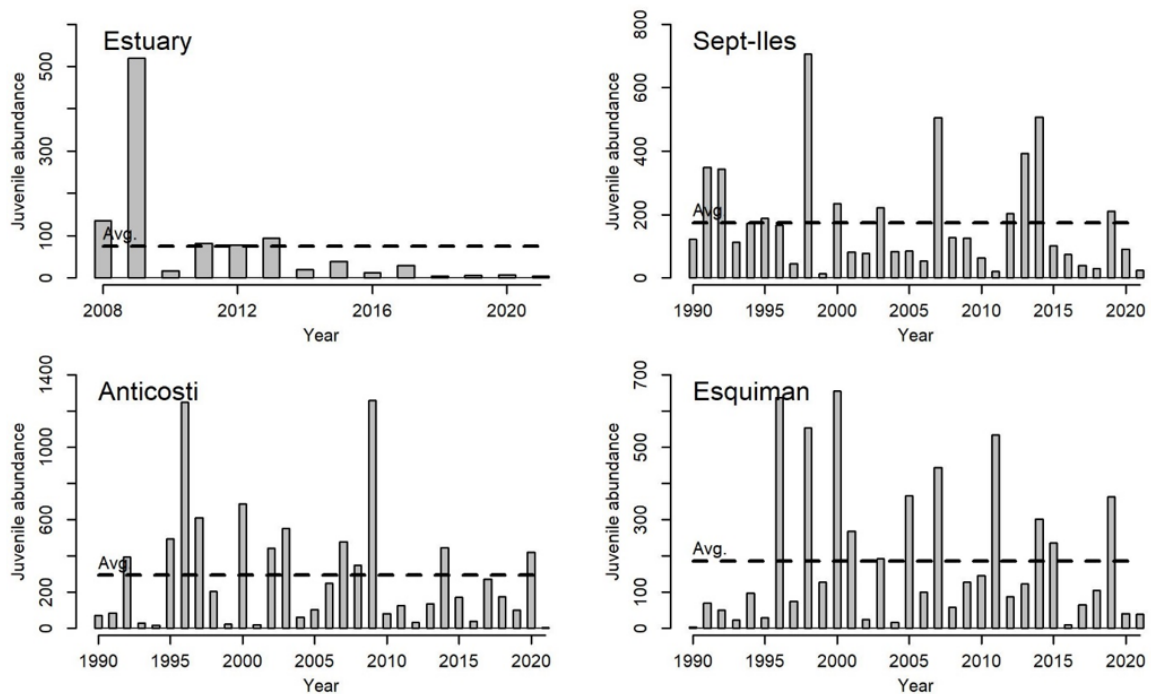 Estuary
Juvenile abundance
500
300
100
0
Avg.
2008 2012 2016 2020
Year
Sept-Iles
Juvenile abundance
800
600
400
200
0
Avg.
1990 1995 2000 2005 2010 2015 2020
Year
Anticosti
Juvenile abundance
1400
1000
600
200
0
Avg.
1990 1995 2000 2005 2010 2015 2020
Year
Esquiman
Juvenile abundance
700
500
300
100
0
Avg.
1990 1995 2000 2005 2010 2015 2020
Year